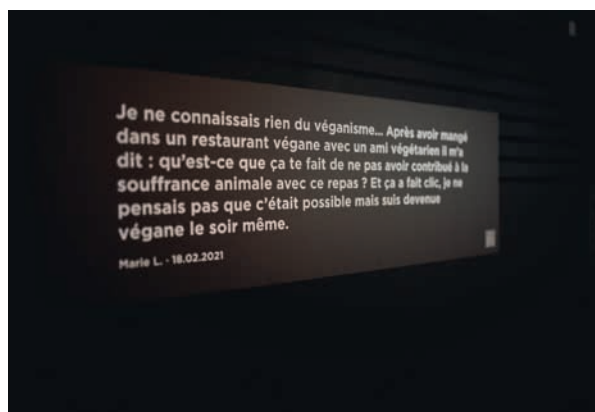 Je ne connaissais rien du véganisme... Après avoir mangé
dans un restaurant végane avec un ami végétarien il m'a
dit : qu'est-ce que ça te fait de ne pas avoir contribué à la
souffrance animale avec ce repas ? Et ça a fait clic, je ne
pensais pas que c'était possible mais suis devenue
végane le soir même.
Marie L. - 18.02.2021